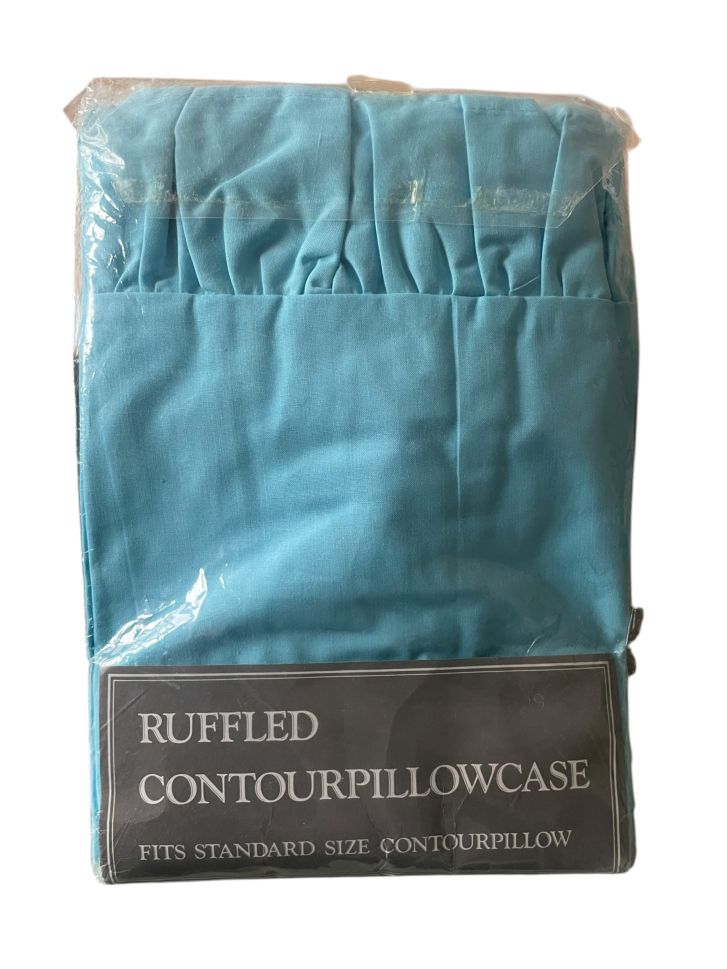 RUFFLED
CONTOURPILLOWCASE
FITS STANDARD SIZE CONTOURPILLOW